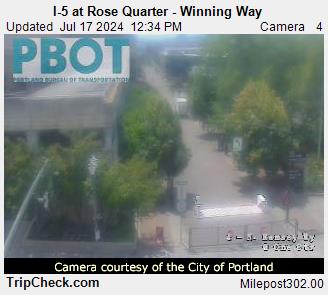 I-5 at Rose Quarter - Winning Way
Updated Jul 17 2024 12:34 PM Camera 4
PBOT
PORTLAND BUREAU OF TRANSPORTATION
Camera courtesy of the City of Portland
TripCheck.com Milepost302.00